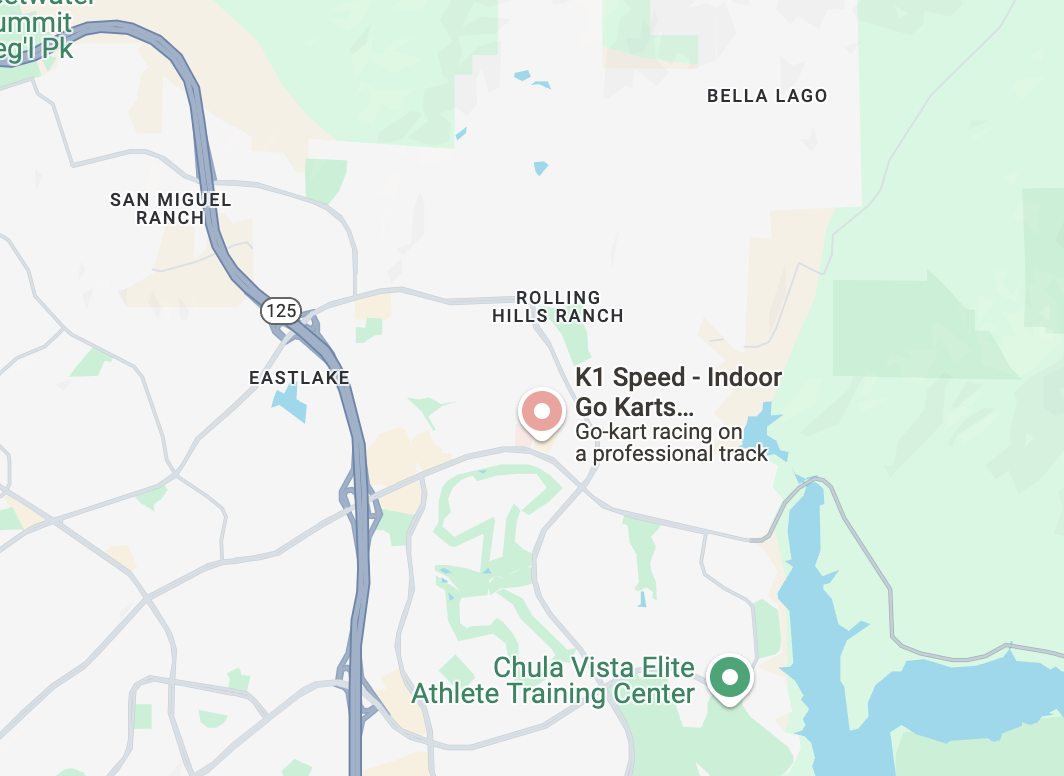 ummit
eg'l Pk
BELLA LAGO
SAN MIGUEL
RANCH
ROLLING
HILLS RANCH
125
EASTLAKE
K1 Speed - Indoor
Go Karts...
Go-kart racing on
a professional track
Chula Vista Elite
Athlete Training Center